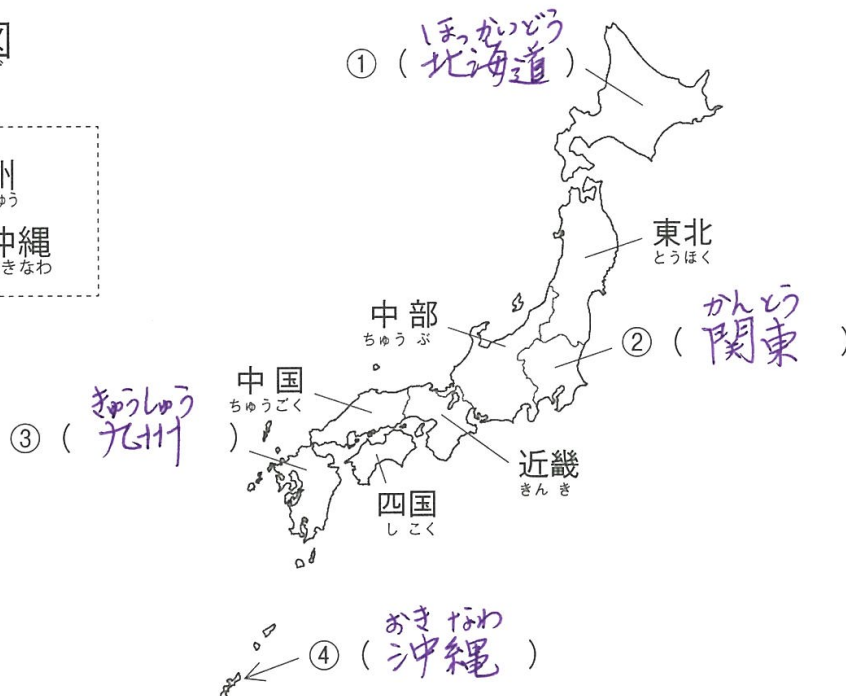 図
① (北海道)
ほっかいどう
東北
とうほく
州
ゅう
沖縄
きなわ
中部
ちゅうぶ
② (関東)
かんとう
中国
ちゅうごく
③ (九州)
きゅうしゅう
近畿
きんき
四国
しこく
④ (沖縄)
おきなわ